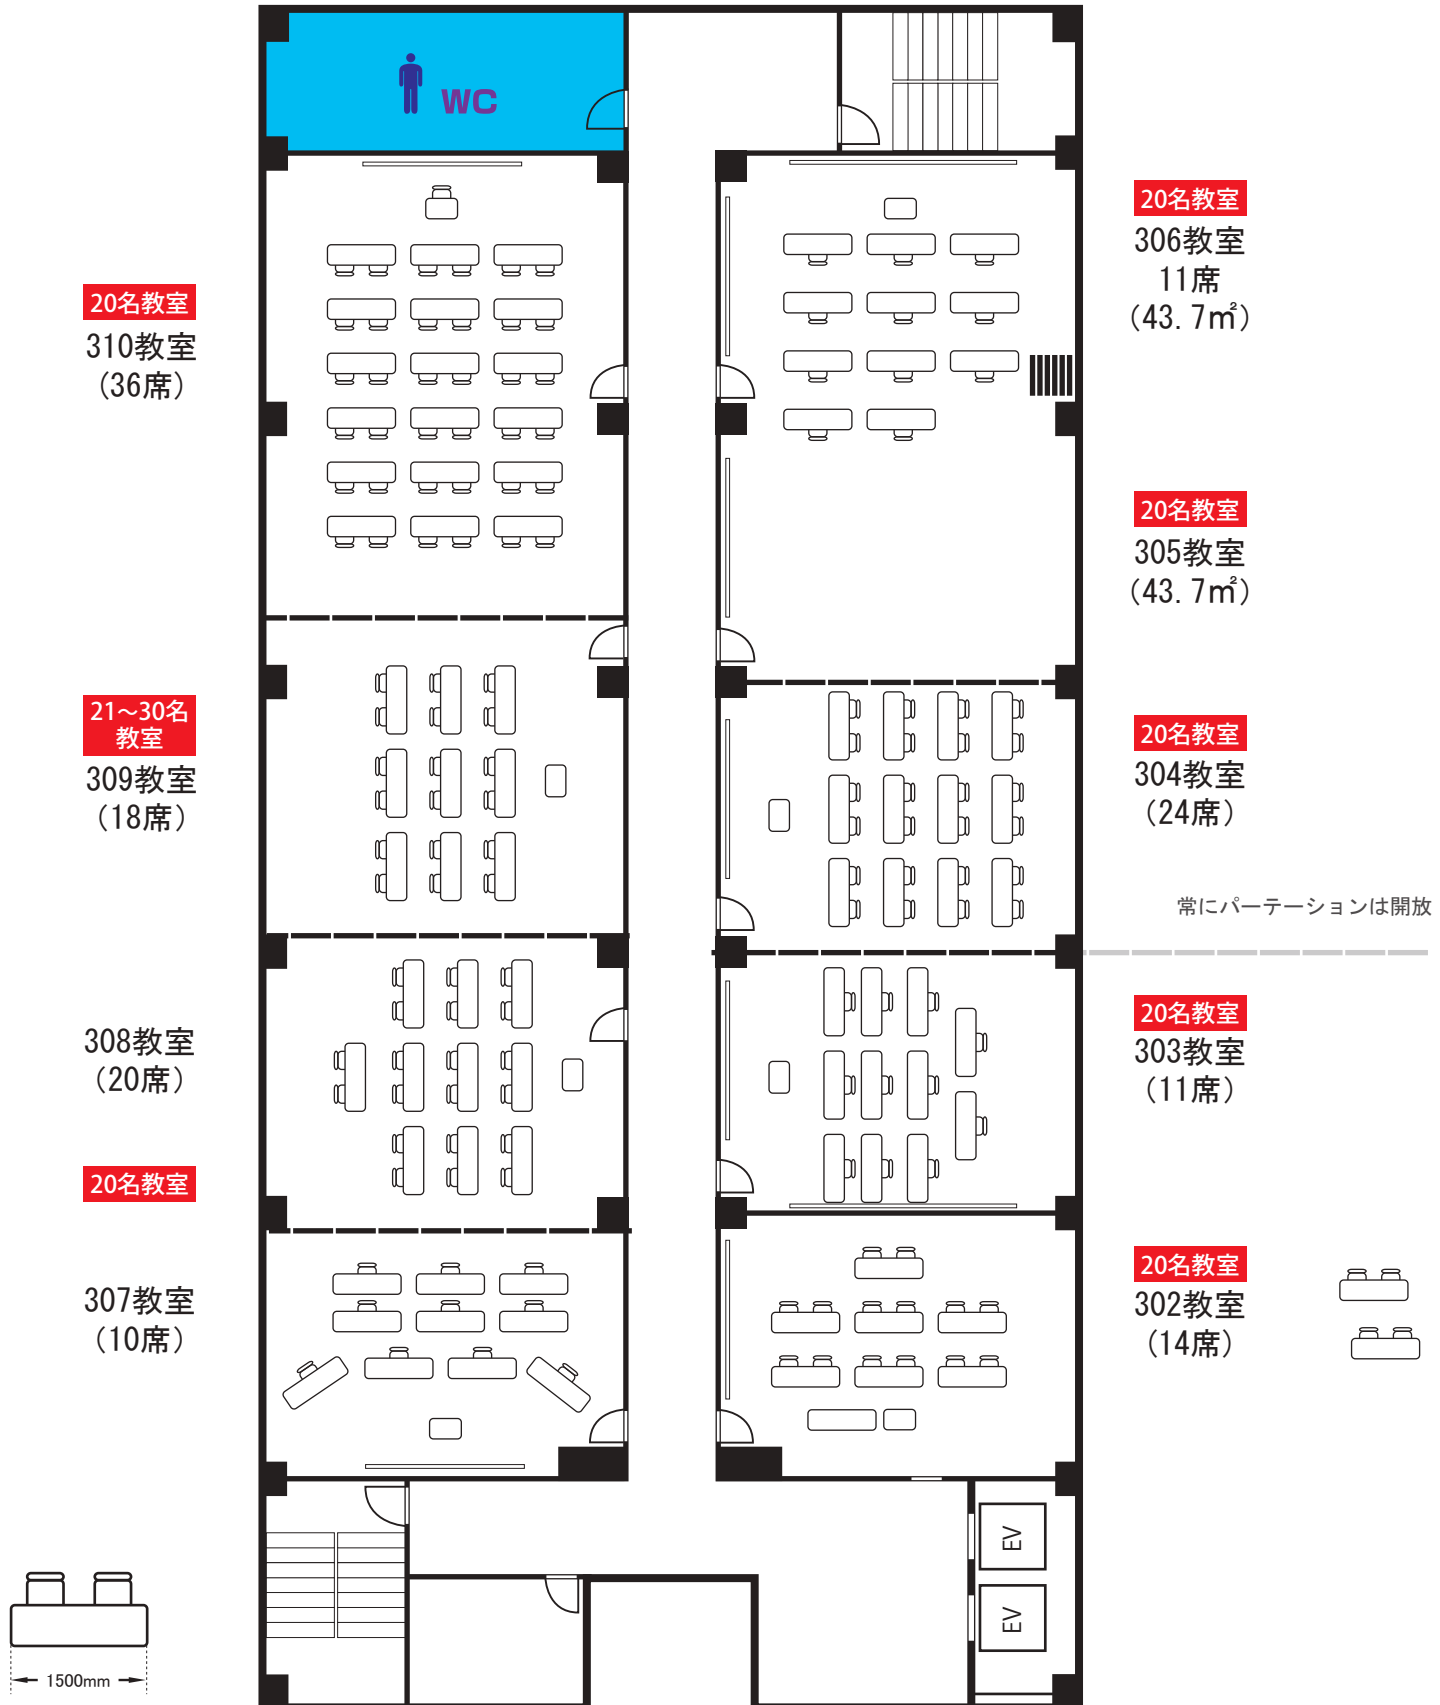 WC
20名教室
310教室
(36席)
21～30名
教室
309教室
(18席)
308教室
(20席)
20名教室
307教室
(10席)
20名教室
306教室
11席
(43.7㎡)
20名教室
305教室
(43.7㎡)
20名教室
304教室
(24席)
常にパーテーションは開放
20名教室
303教室
(11席)
20名教室
302教室
(14席)
EV
EV
1500mm